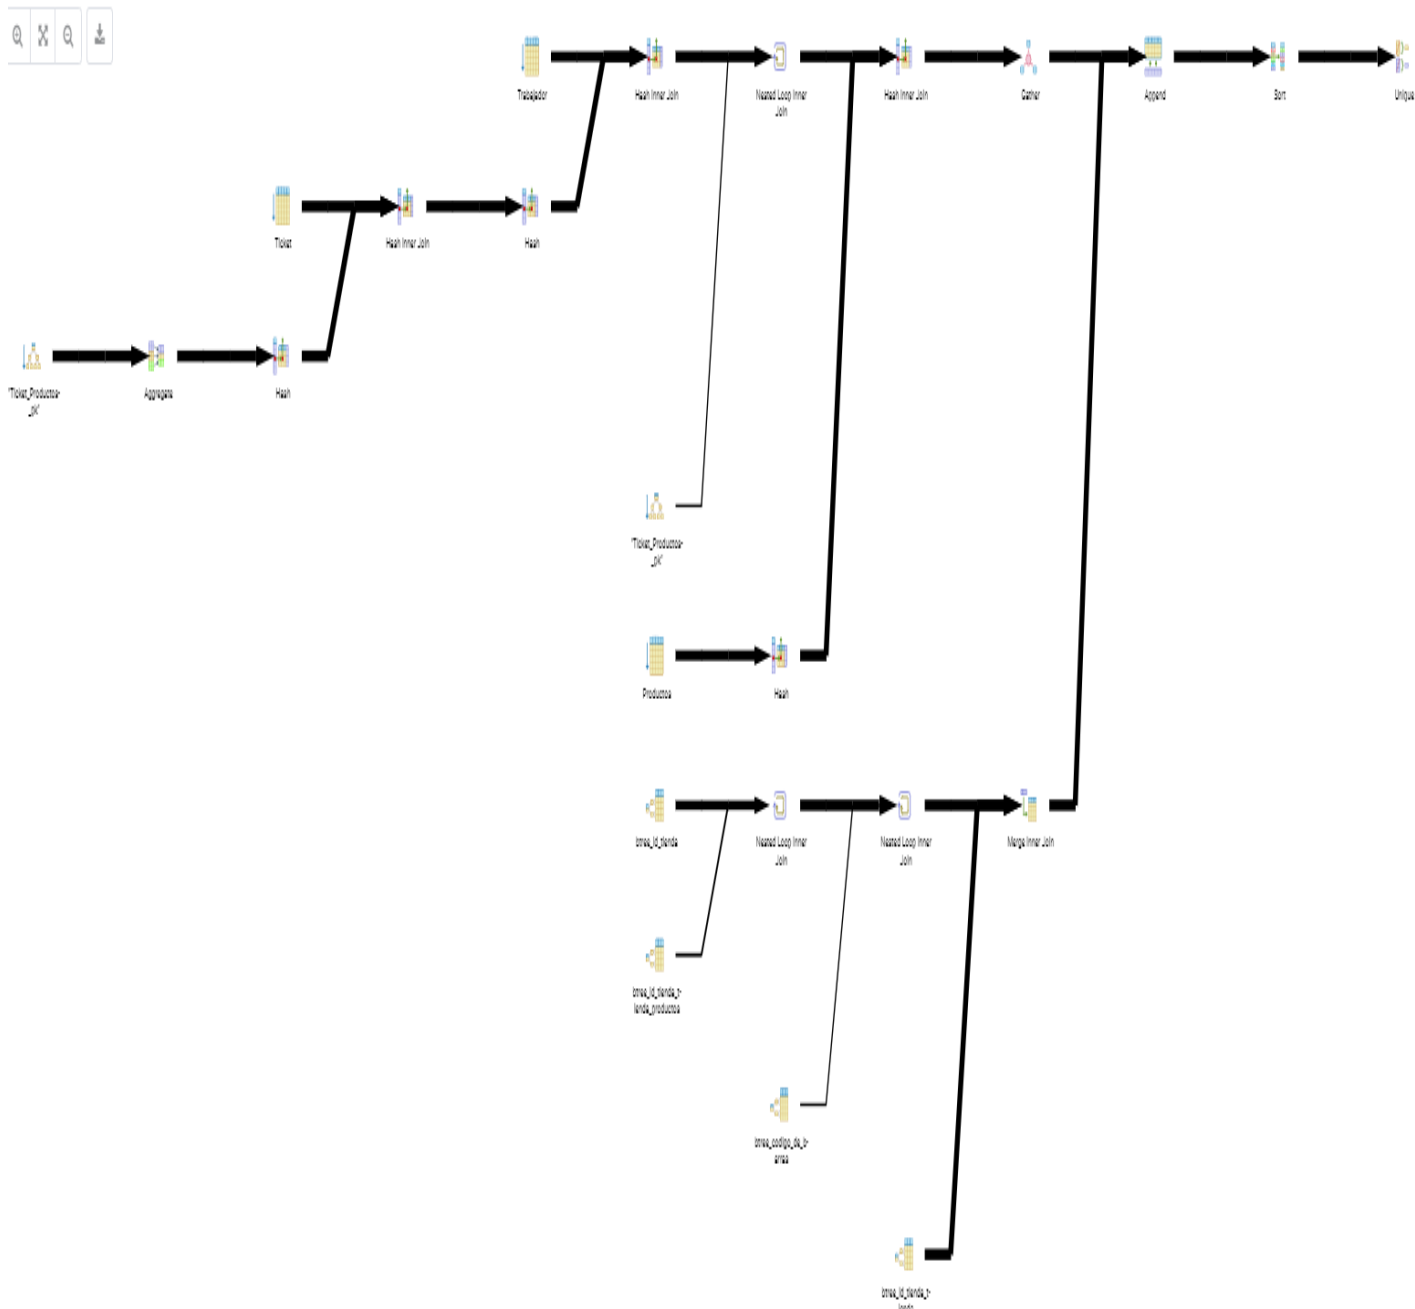 Trabajador
Hash Inner Join
Nested Loop Inner
Join
Hash Inner Join
Gather
Append
Sort
Unique
Ticket
Hash Inner Join
Hash
"Ticket_Productos-
_pk"
Aggregate
Hash
"Ticket_Productos-
_pk"
Productos
Hash
btree_id_tienda
Nested Loop Inner
Join
Nested Loop Inner
Join
Merge Inner Join
btree_id_tienda_t-
ienda_productos
btree_codigo_de_b-
arras
btree_id_tienda_t-